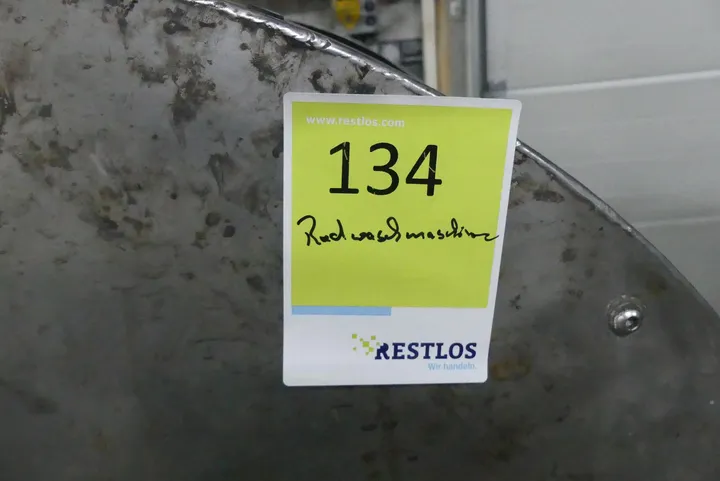 www.restlos.com
134
Radwaschmaschine
RESTLOS
Wir handeln.